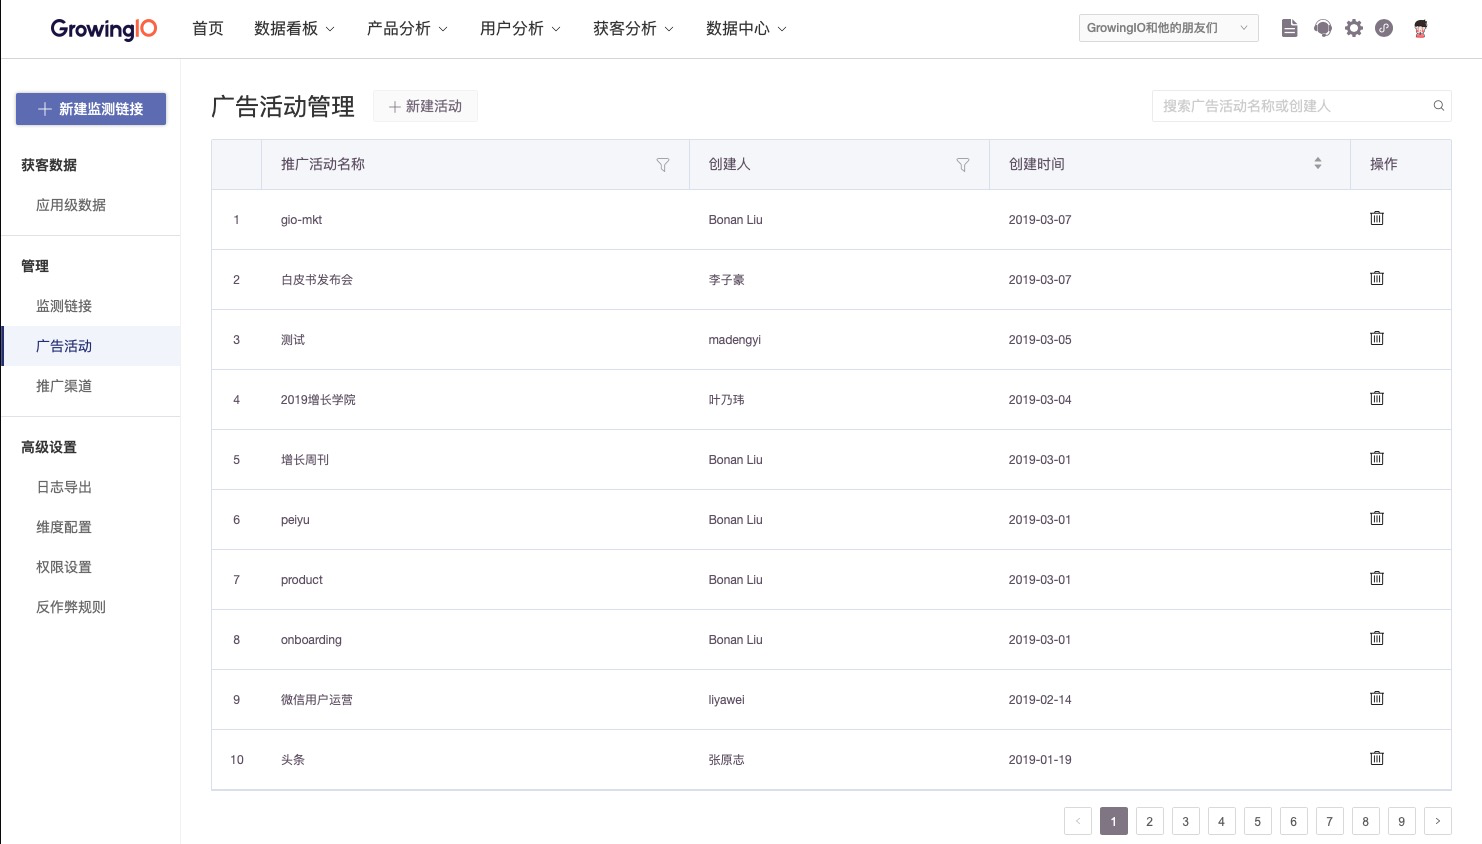 GrowingIO 首页 数据看板 产品分析 用户分析 获客分析 数据中心 GrowingIO和他的朋友们
新建监测链接
获客数据
应用级数据
管理
监测链接
广告活动
推广渠道
高级设置
日志导出
维度配置
权限设置
反作弊规则
广告活动管理 新建活动 搜索广告活动名称或创建人
推广活动名称 创建人 创建时间 操作
1 gio-mkt Bonan Liu 2019-03-07
2 白皮书发布会 李子豪 2019-03-07
3 测试 madengyi 2019-03-05
4 2019增长学院 叶乃玮 2019-03-04
5 增长周刊 Bonan Liu 2019-03-01
6 peiyu Bonan Liu 2019-03-01
7 product Bonan Liu 2019-03-01
8 onboarding Bonan Liu 2019-03-01
9 微信用户运营 liyawei 2019-02-14
10 头条 张原志 2019-01-19
1 2 3 4 5 6 7 8 9